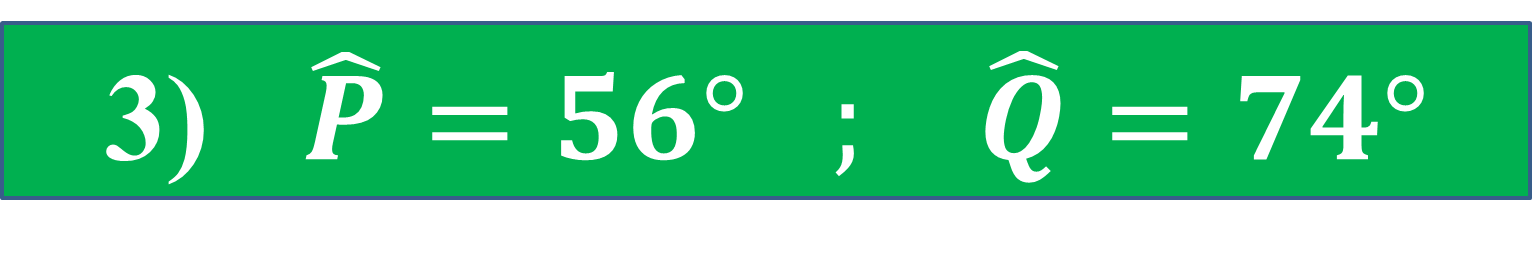 3) P̂ = 56° ; Q̂ = 74°